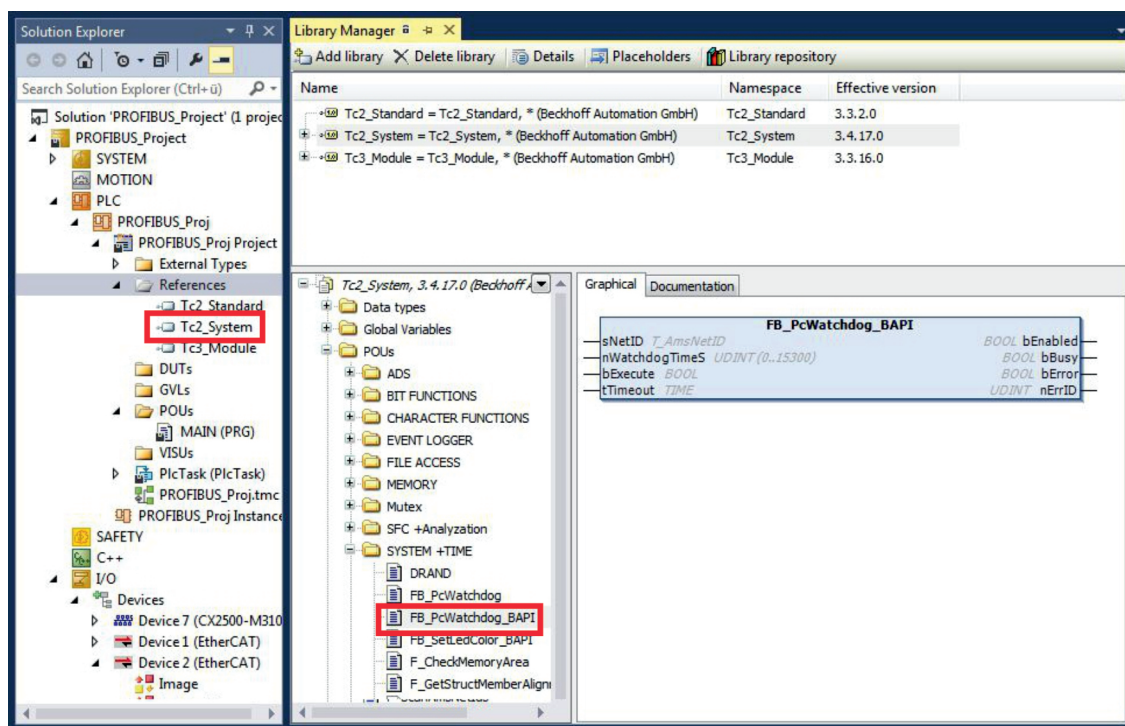 Solution Explorer
Search Solution Explorer (Ctrl+ü)
Solution 'PROFIBUS_Project' (1 projec
PROFIBUS_Project
SYSTEM
MOTION
PLC
PROFIBUS_Proj
PROFIBUS_Proj Project
External Types
References
Tc2_Standard
Tc2_System
Tc3_Module
DUTs
GVLs
POUs
MAIN (PRG)
VISUs
PlcTask (PlcTask)
PROFIBUS_Proj.tmc
PROFIBUS_Proj Instance
SAFETY
C++
I/O
Devices
Device 7 (CX2500-M310
Device 1 (EtherCAT)
Device 2 (EtherCAT)
Image
Library Manager
Add library Delete library Details Placeholders Library repository
Name Namespace Effective version
Tc2_Standard = Tc2_Standard, * (Beckhoff Automation GmbH) Tc2_Standard 3.3.2.0
Tc2_System = Tc2_System, * (Beckhoff Automation GmbH) Tc2_System 3.4.17.0
Tc3_Module = Tc3_Module, * (Beckhoff Automation GmbH) Tc3_Module 3.3.16.0
Tc2_System, 3.4.17.0 (Beckhoff
Data types
Global Variables
POUs
ADS
BIT FUNCTIONS
CHARACTER FUNCTIONS
EVENT LOGGER
FILE ACCESS
MEMORY
Mutex
SFC +Analyzation
SYSTEM +TIME
DRAND
FB_PcWatchdog
FB_PcWatchdog_BAPI
FB_SetLedColor_BAPI
F_CheckMemoryArea
F_GetStructMemberAlignm
Graphical Documentation
FB_PcWatchdog_BAPI
sNetID T_AmsNetID BOOL bEnabled
nWatchdogTimeS UDINT (0..15300) BOOL bBusy
bExecute BOOL BOOL bError
tTimeout TIME UDINT nErrID